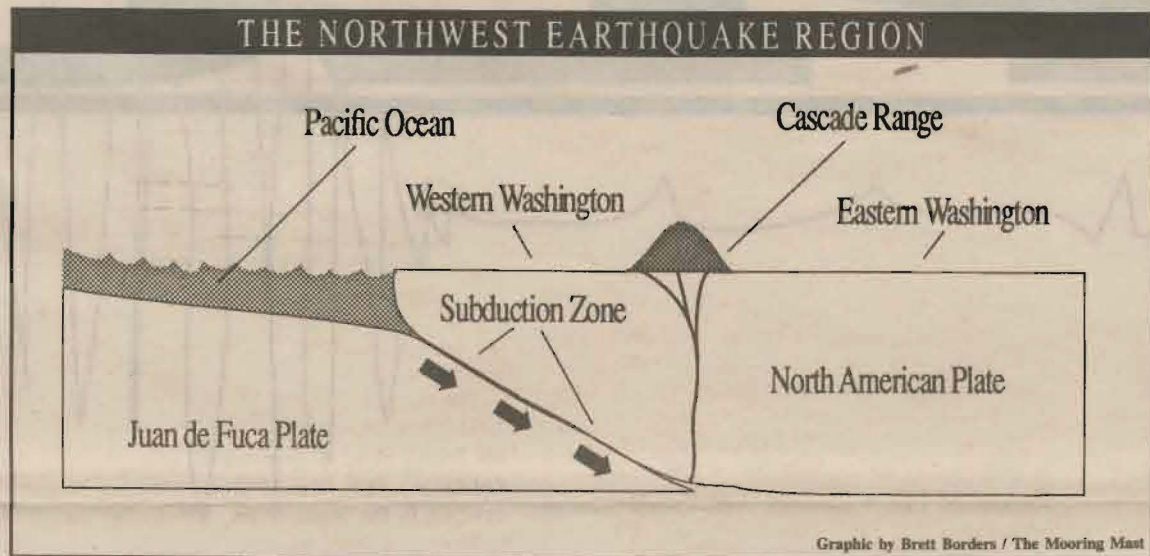 THE NORTHWEST EARTHQUAKE REGION
Pacific Ocean
Cascade Range
Western Washington
Eastern Washington
Subduction Zone
North American Plate
Juan de Fuca Plate
Graphic by Brett Borders / The Mooring Mast